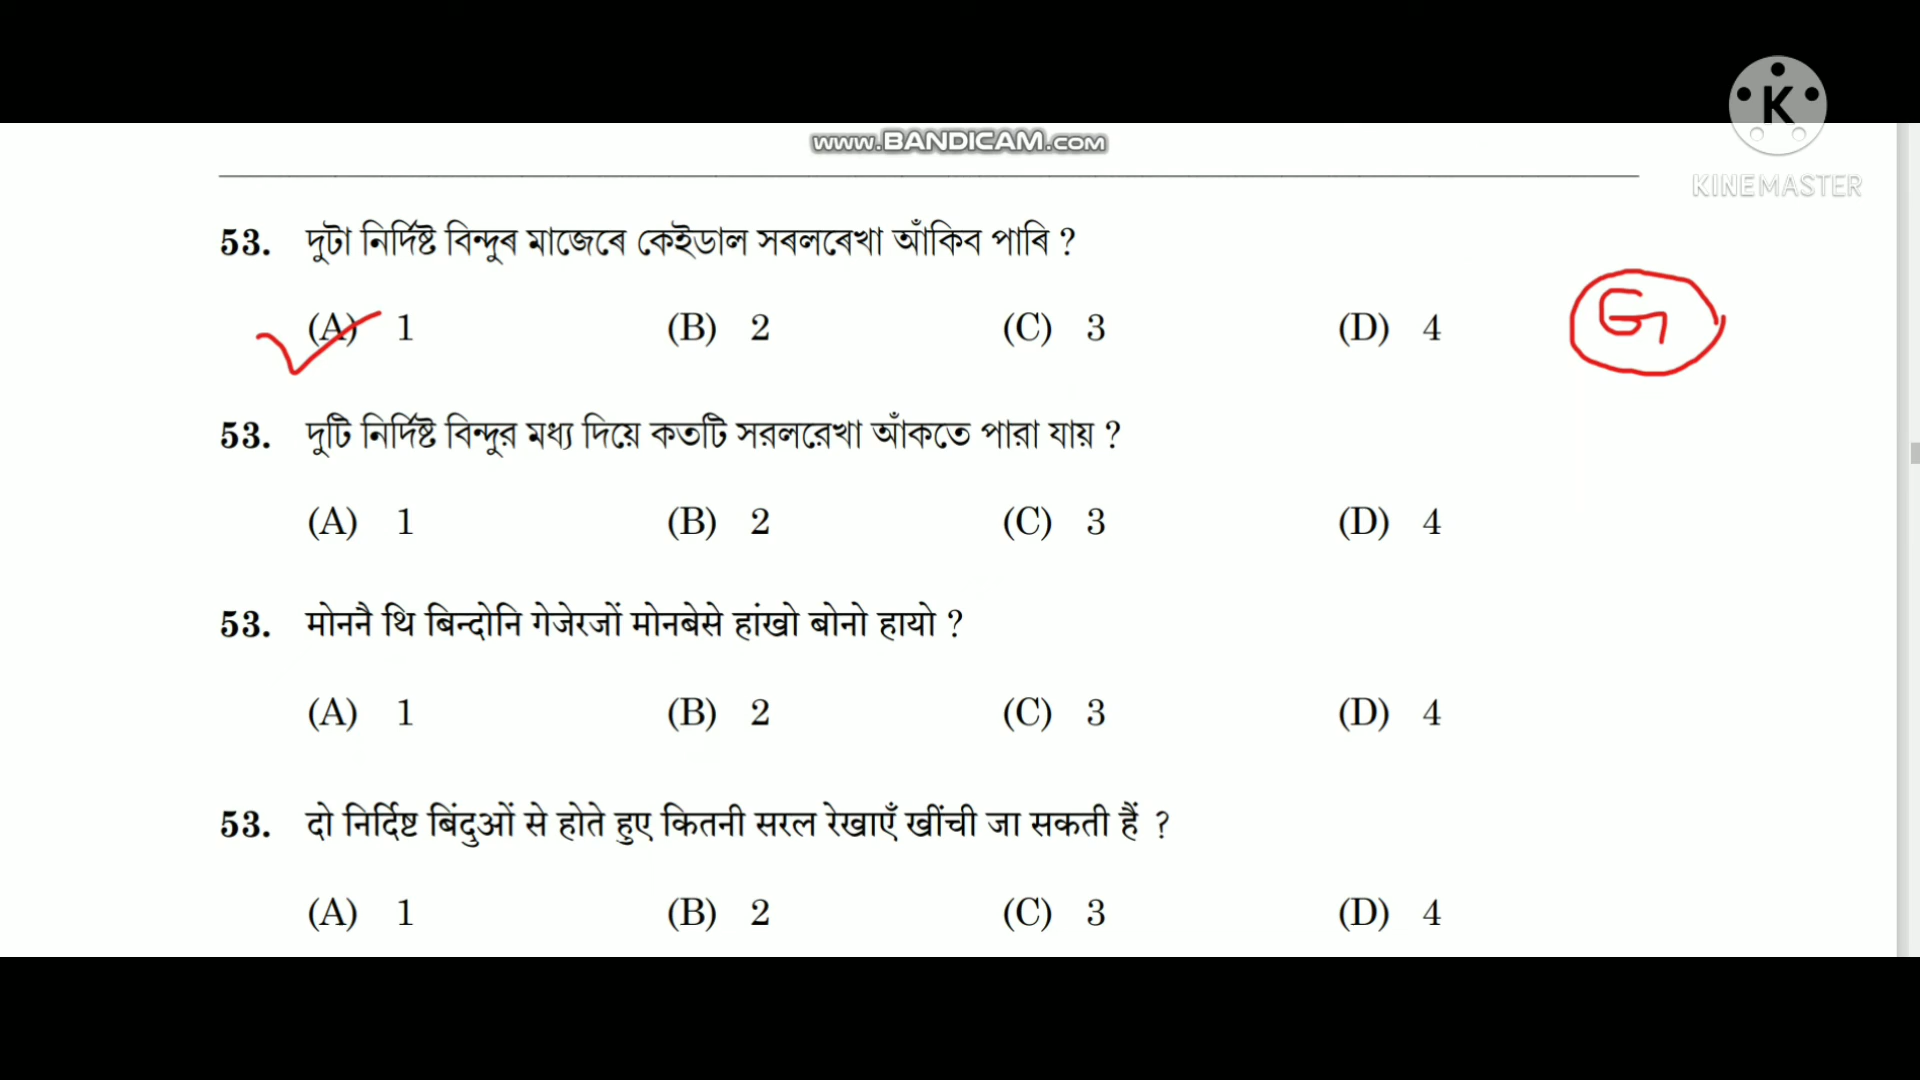 K
KINEMASTER
www.BANDICAM.com
53. দুটা নিৰ্দিষ্ট বিন্দুৰ মাজেৰে কেইডাল সৰলৰেখা আঁকিব পাৰি ?
(A) 1 (B) 2 (C) 3 (D) 4
G
53. দুটি নির্দিষ্ট বিন্দুর মধ্য দিয়ে কতটি সরলরেখা আঁকতে পারা যায় ?
(A) 1 (B) 2 (C) 3 (D) 4
53. मोननै थि बिन्दोनि गेजेरजों मोनबेसे हांखो बोनो हायो ?
(A) 1 (B) 2 (C) 3 (D) 4
53. दो निर्दिष्ट बिंदुओं से होते हुए कितनी सरल रेखाएँ खींची जा सकती हैं ?
(A) 1 (B) 2 (C) 3 (D) 4